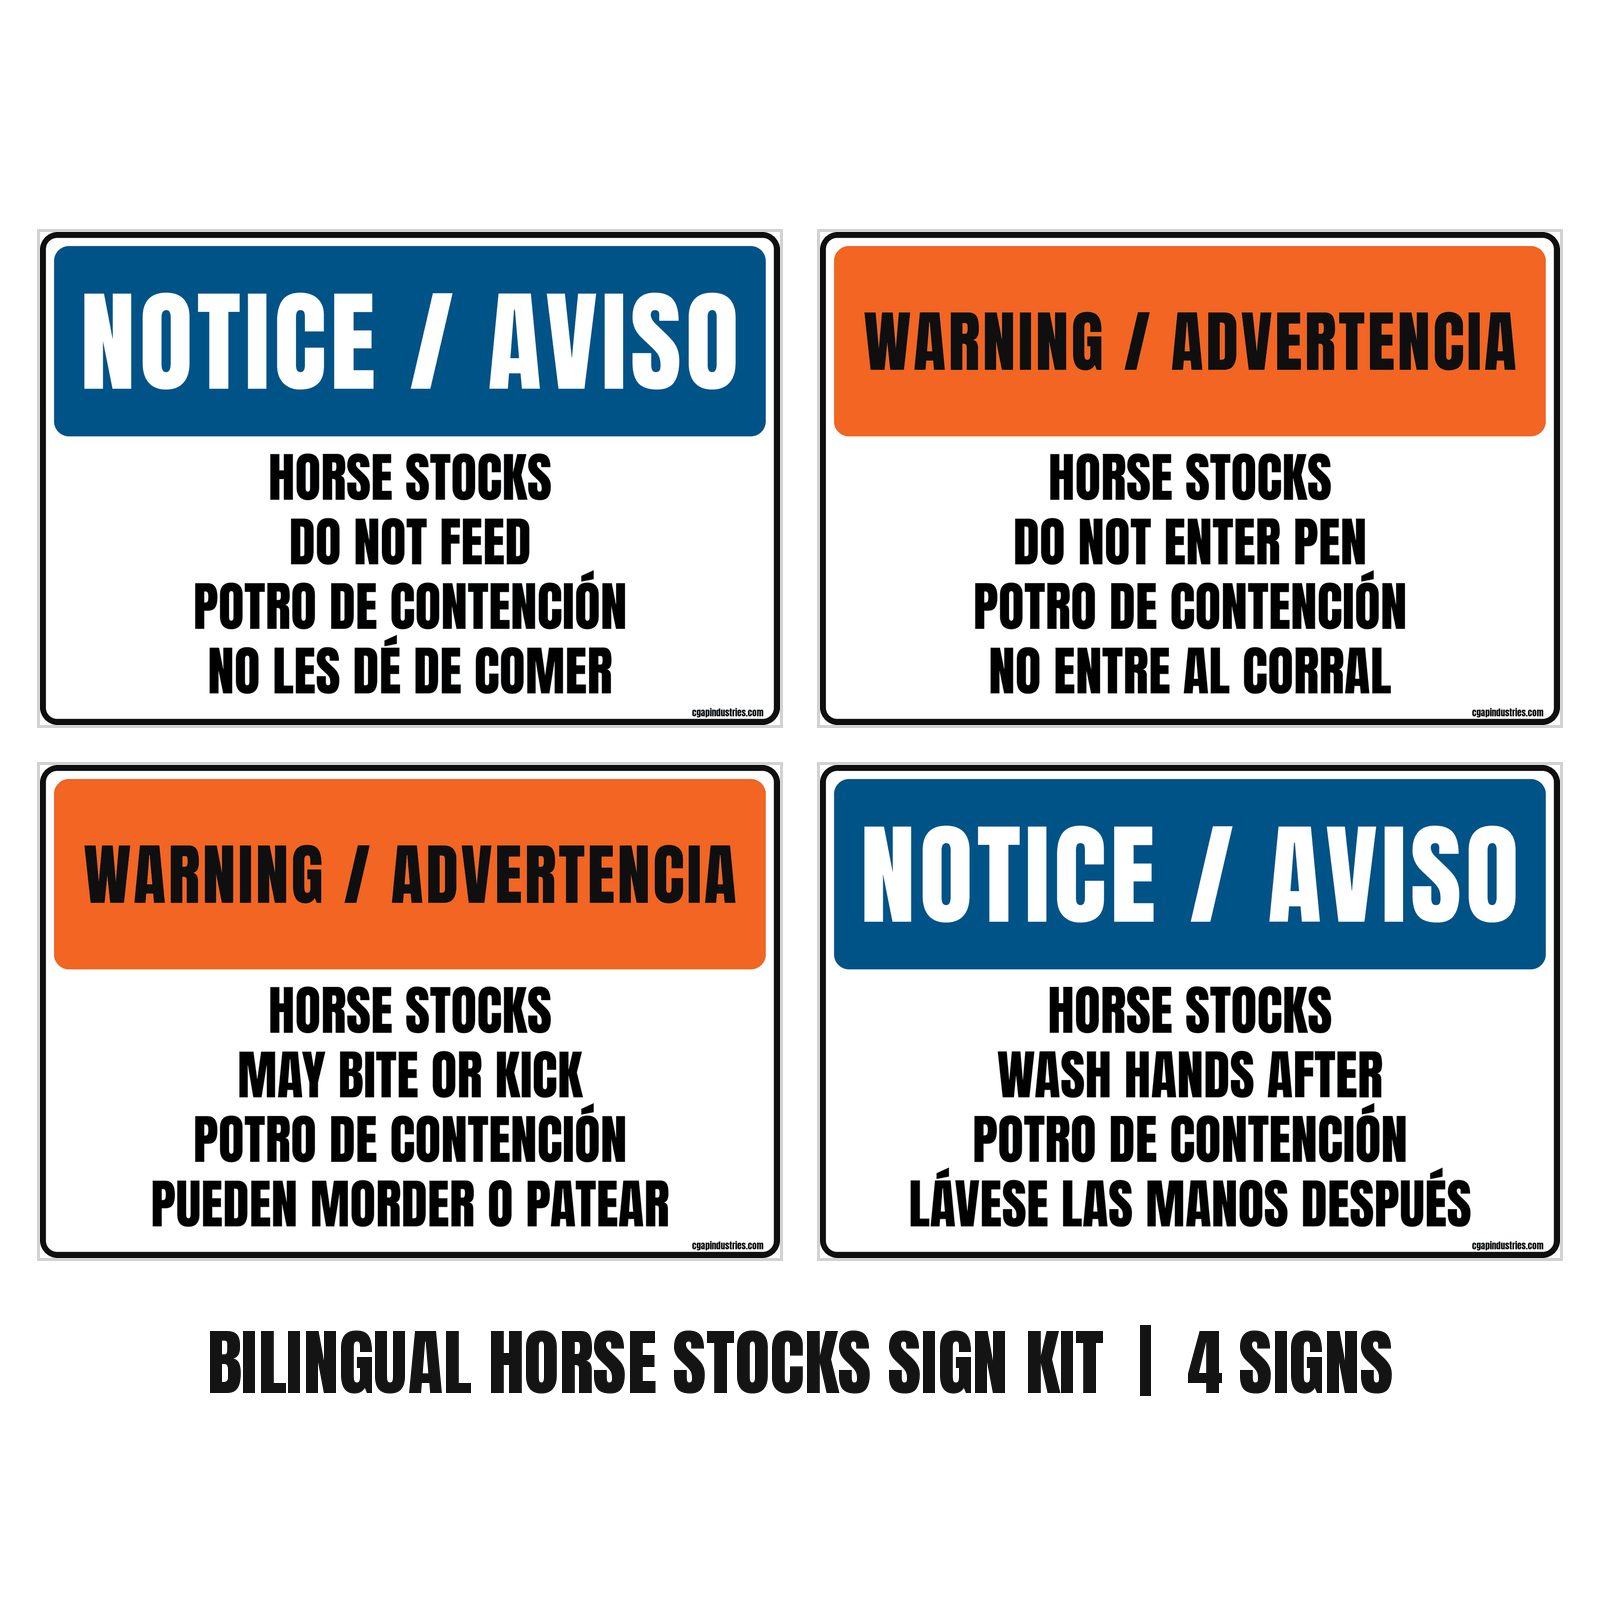 NOTICE / AVISO
HORSE STOCKS
DO NOT FEED
POTRO DE CONTENCIÓN
NO LES DÉ DE COMER
cgapindustries.com
WARNING / ADVERTENCIA
HORSE STOCKS
DO NOT ENTER PEN
POTRO DE CONTENCIÓN
NO ENTRE AL CORRAL
cgapindustries.com
WARNING / ADVERTENCIA
HORSE STOCKS
MAY BITE OR KICK
POTRO DE CONTENCIÓN
PUEDEN MORDER O PATEAR
cgapindustries.com
NOTICE / AVISO
HORSE STOCKS
WASH HANDS AFTER
POTRO DE CONTENCIÓN
LÁVESE LAS MANOS DESPUÉS
cgapindustries.com
BILINGUAL HORSE STOCKS SIGN KIT | 4 SIGNS